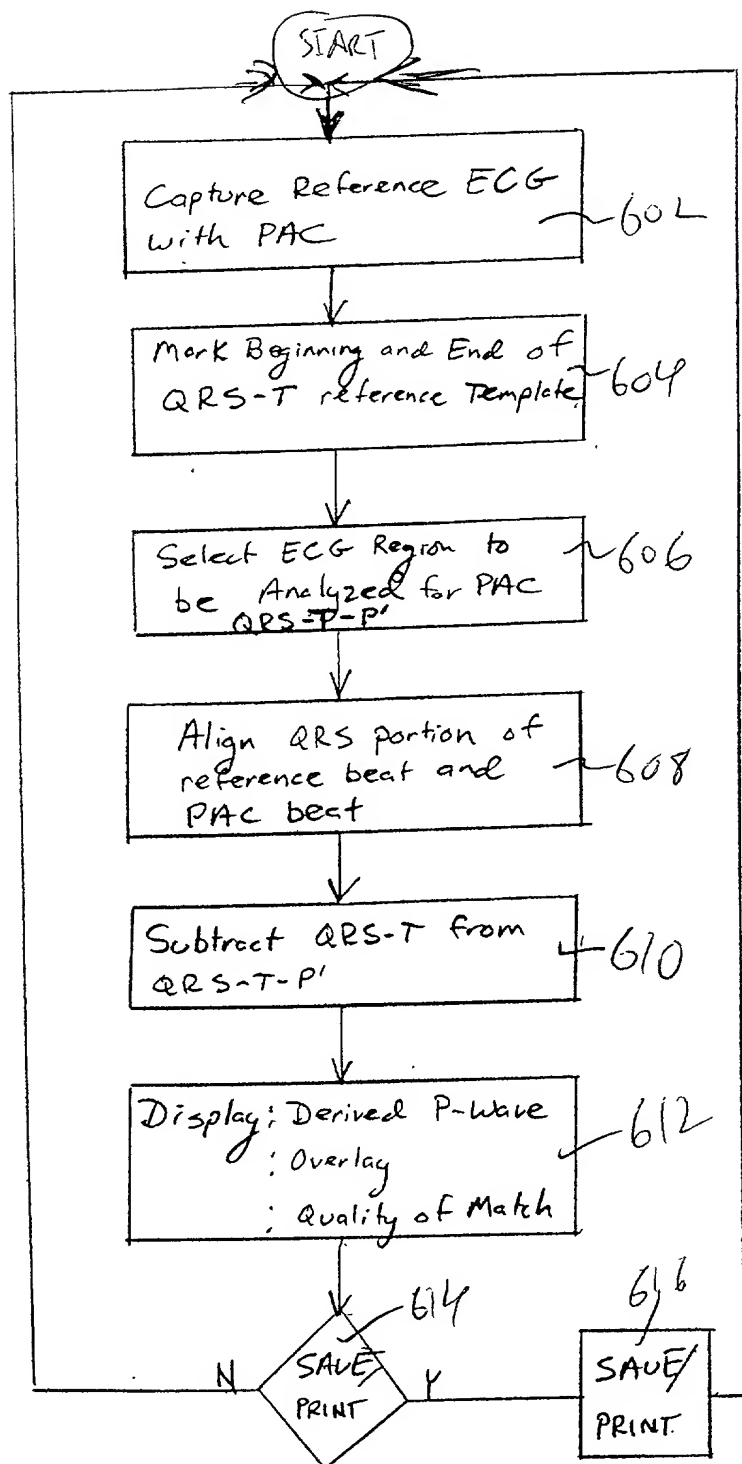 START
Capture Reference ECG
with PAC
602
Mark Beginning and End of
QRS-T reference Template
604
Select ECG Region to
be Analyzed for PAC
QRS-T-P'
606
Align QRS portion of
reference beat and
PAC beat
608
Subtract QRS-T from
QRS-T-P'
610
Display: Derived P-Wave
: Overlay
: Quality of Match
612
614
SAVE/
PRINT
N
Y
616
SAVE/
PRINT